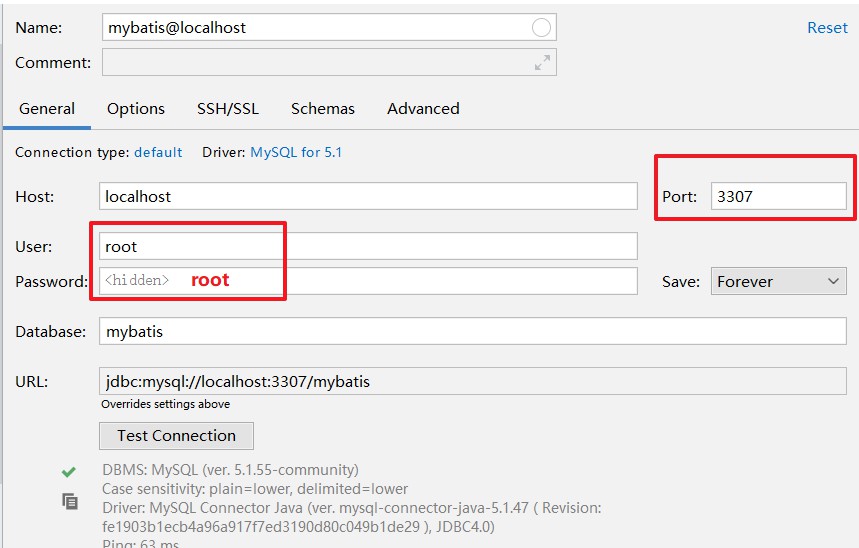 Name: mybatis@localhost Reset
Comment:
General Options SSH/SSL Schemas Advanced
Connection type: default Driver: MySQL for 5.1
Host: localhost Port: 3307
User: root
Password: <hidden> root Save: Forever
Database: mybatis
URL: jdbc:mysql://localhost:3307/mybatis
Overrides settings above
Test Connection
DBMS: MySQL (ver. 5.1.55-community)
Case sensitivity: plain=lower, delimited=lower
Driver: MySQL Connector Java (ver. mysql-connector-java-5.1.47 ( Revision:
fe1903b1ecb4a96a917f7ed3190d80c049b1de29 ), JDBC4.0)
Ping: 63 ms